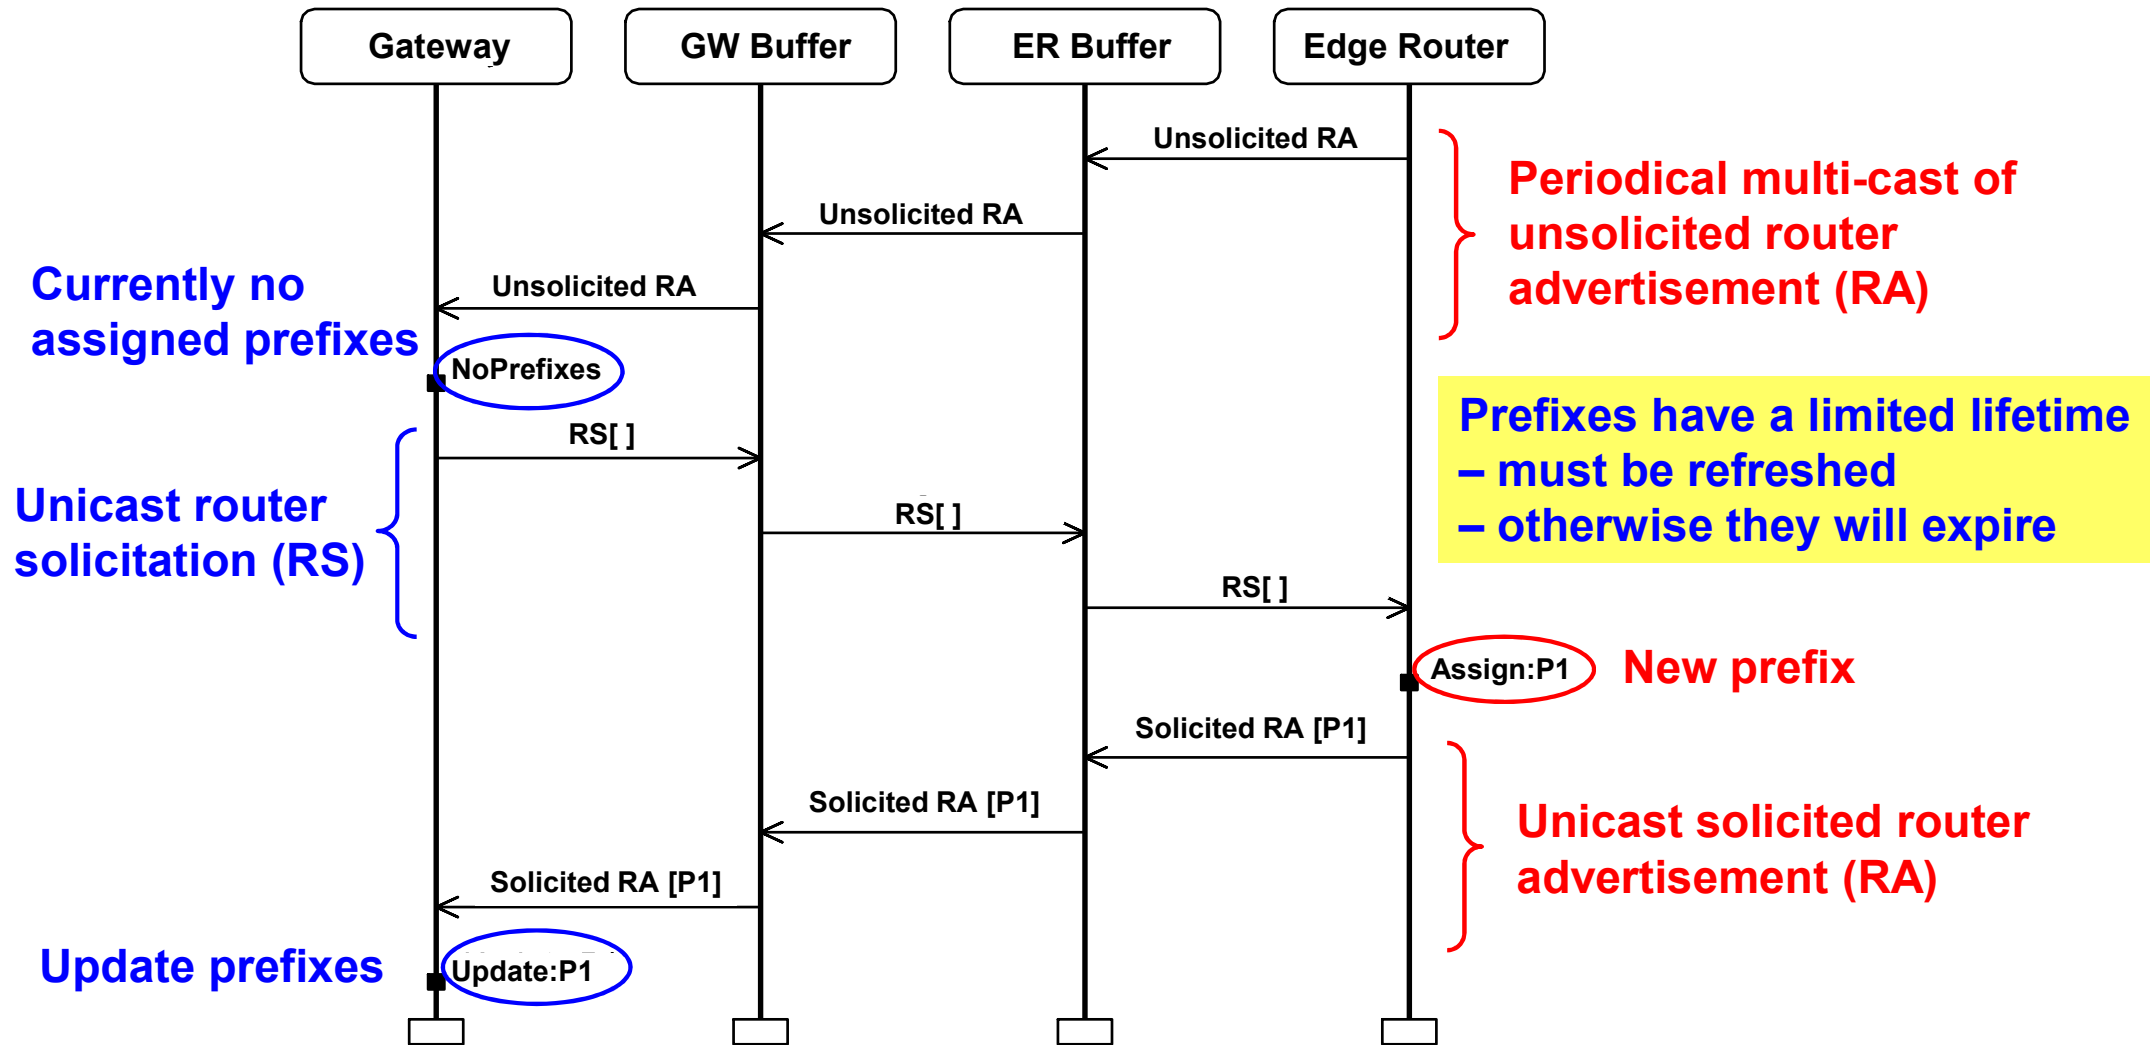 Gateway
GW Buffer
ER Buffer
Edge Router
Unsolicited RA
Periodical multi-cast of
unsolicited router
advertisement (RA)
Unsolicited RA
Unsolicited RA
Currently no
assigned prefixes
NoPrefixes
Prefixes have a limited lifetime
– must be refreshed
– otherwise they will expire
RS[ ]
Unicast router
solicitation (RS)
RS[ ]
RS[ ]
Assign:P1
New prefix
Solicited RA [P1]
Solicited RA [P1]
Unicast solicited router
advertisement (RA)
Solicited RA [P1]
Update prefixes
Update:P1